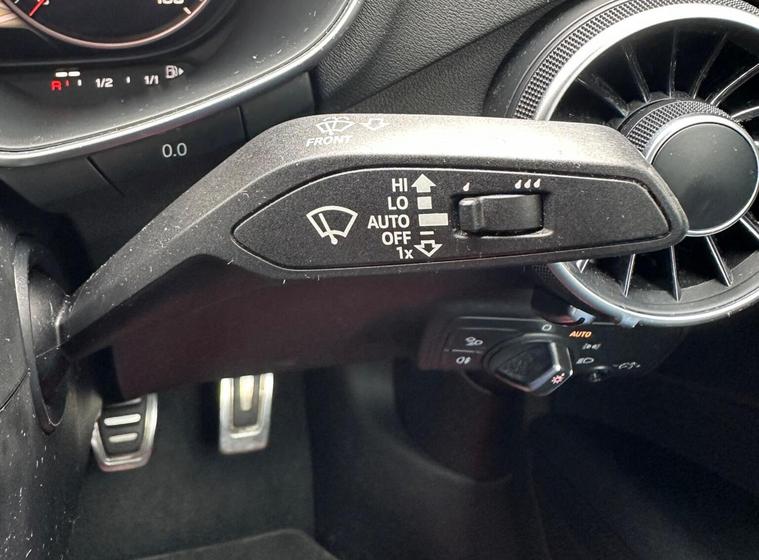 R 1/2 1/1
0.0
FRONT
HI
LO
AUTO
OFF
1x
AUTO